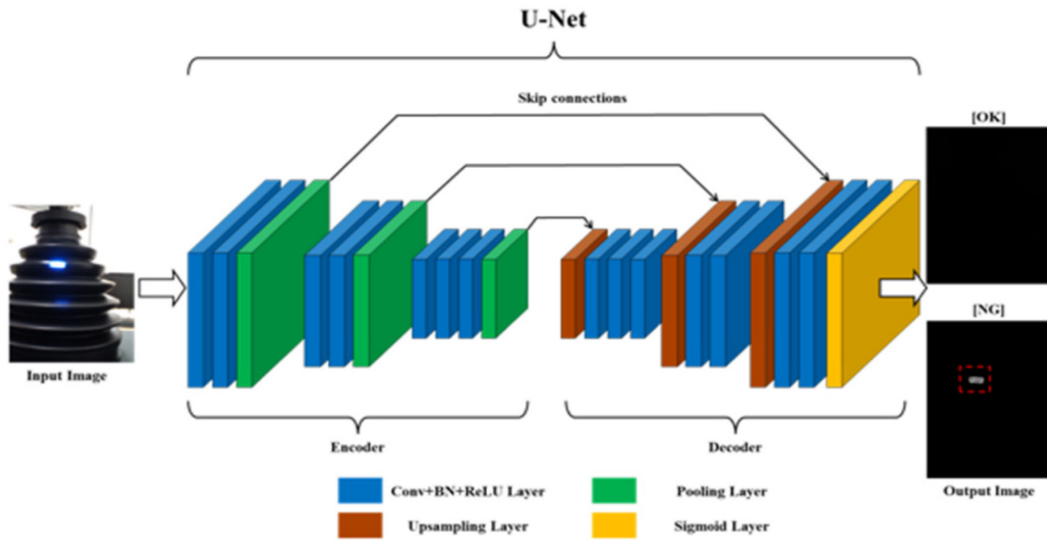 U-Net
Skip connections
[OK]
[NG]
Input Image
Encoder
Decoder
Output Image
Conv+BN+ReLU Layer
Pooling Layer
Upsampling Layer
Sigmoid Layer